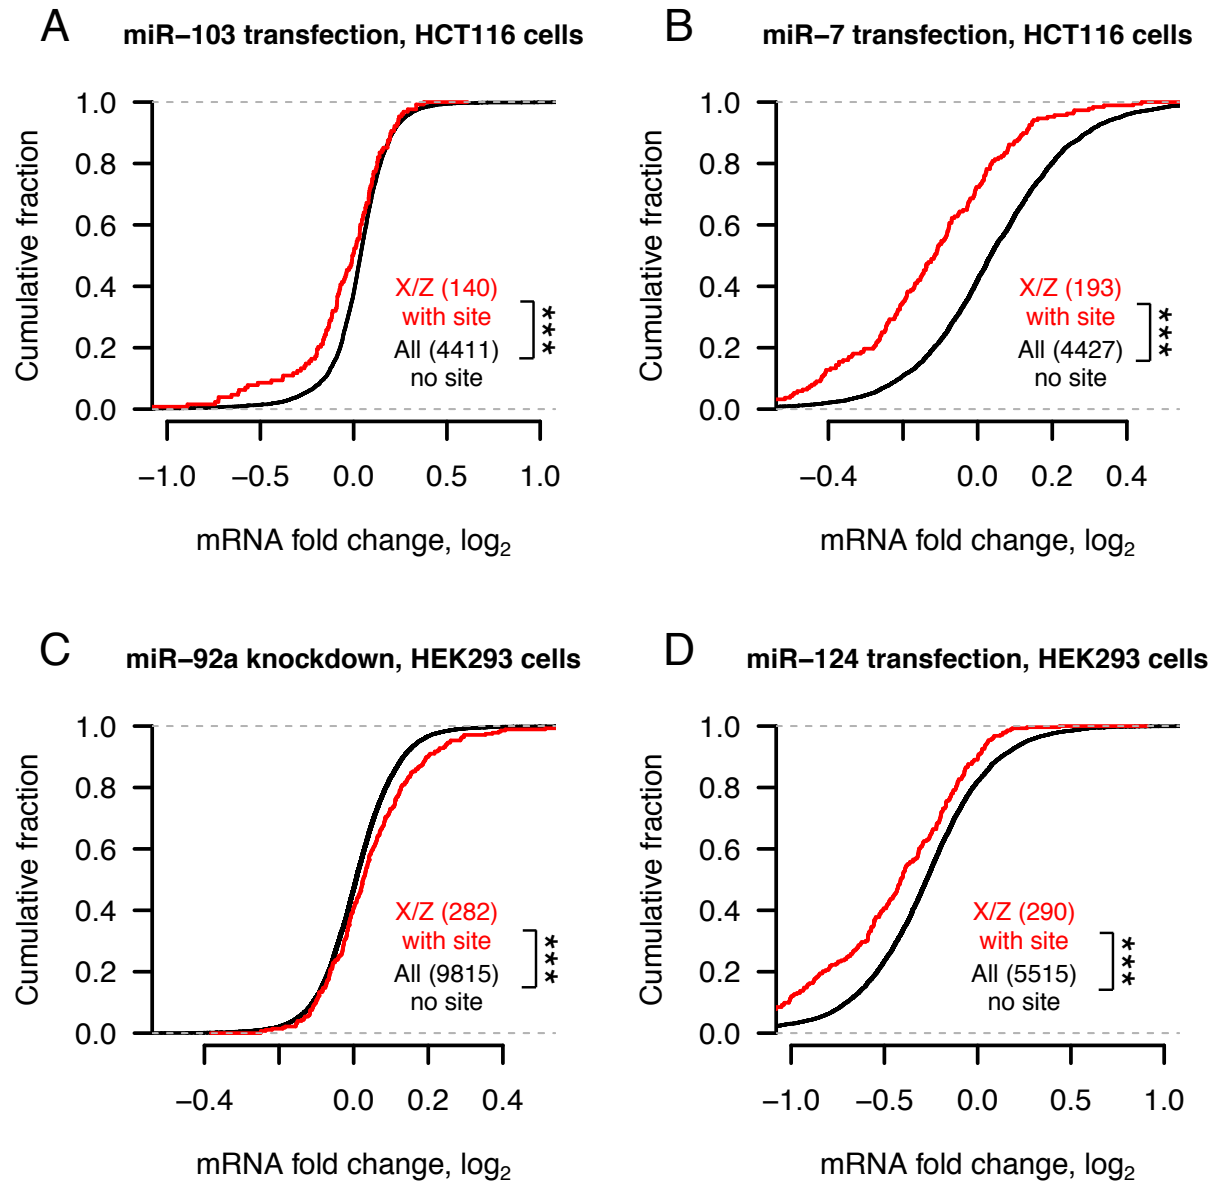 A
miR−103 transfection, HCT116 cells
Cumulative fraction
1.0
0.8
0.6
0.4
0.2
0.0
X/Z (140)
with site
All (4411)
no site
***
−1.0 −0.5 0.0 0.5 1.0
mRNA fold change, log2
B
miR−7 transfection, HCT116 cells
Cumulative fraction
1.0
0.8
0.6
0.4
0.2
0.0
X/Z (193)
with site
All (4427)
no site
***
−0.4 0.0 0.2 0.4
mRNA fold change, log2
C
miR−92a knockdown, HEK293 cells
Cumulative fraction
1.0
0.8
0.6
0.4
0.2
0.0
X/Z (282)
with site
All (9815)
no site
***
−0.4 0.0 0.2 0.4
mRNA fold change, log2
D
miR−124 transfection, HEK293 cells
Cumulative fraction
1.0
0.8
0.6
0.4
0.2
0.0
X/Z (290)
with site
All (5515)
no site
***
−1.0 −0.5 0.0 0.5 1.0
mRNA fold change, log2